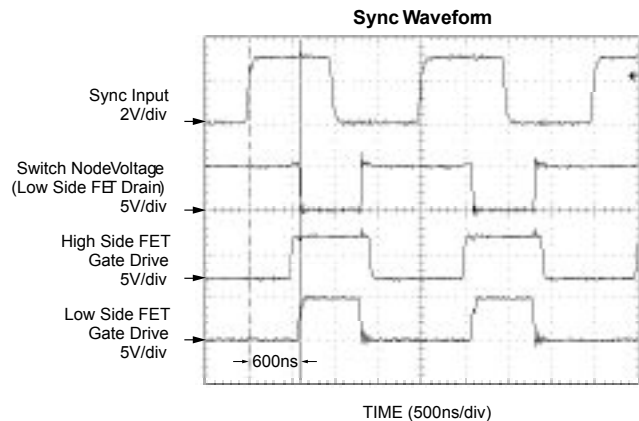 Sync Waveform
Sync Input
2V/div
Switch NodeVoltage
(Low Side FET Drain)
5V/div
High Side FET
Gate Drive
5V/div
Low Side FET
Gate Drive
5V/div
600ns
TIME (500ns/div)